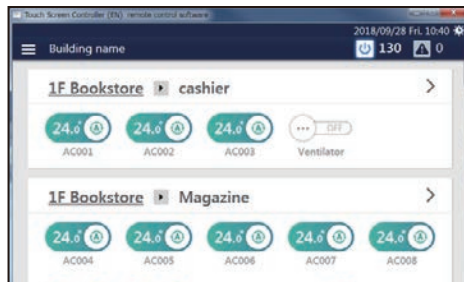 Touch Screen Controller (EN) remote control software
2018/09/28 Fri. 10:40
Building name 130 0
1F Bookstore cashier
24.0° A 24.0° A 24.0° A OFF
AC001 AC002 AC003 Ventilator
1F Bookstore Magazine
24.0° A 24.0° A 24.0° A 24.0° A 24.0° A
AC004 AC005 AC006 AC007 AC008